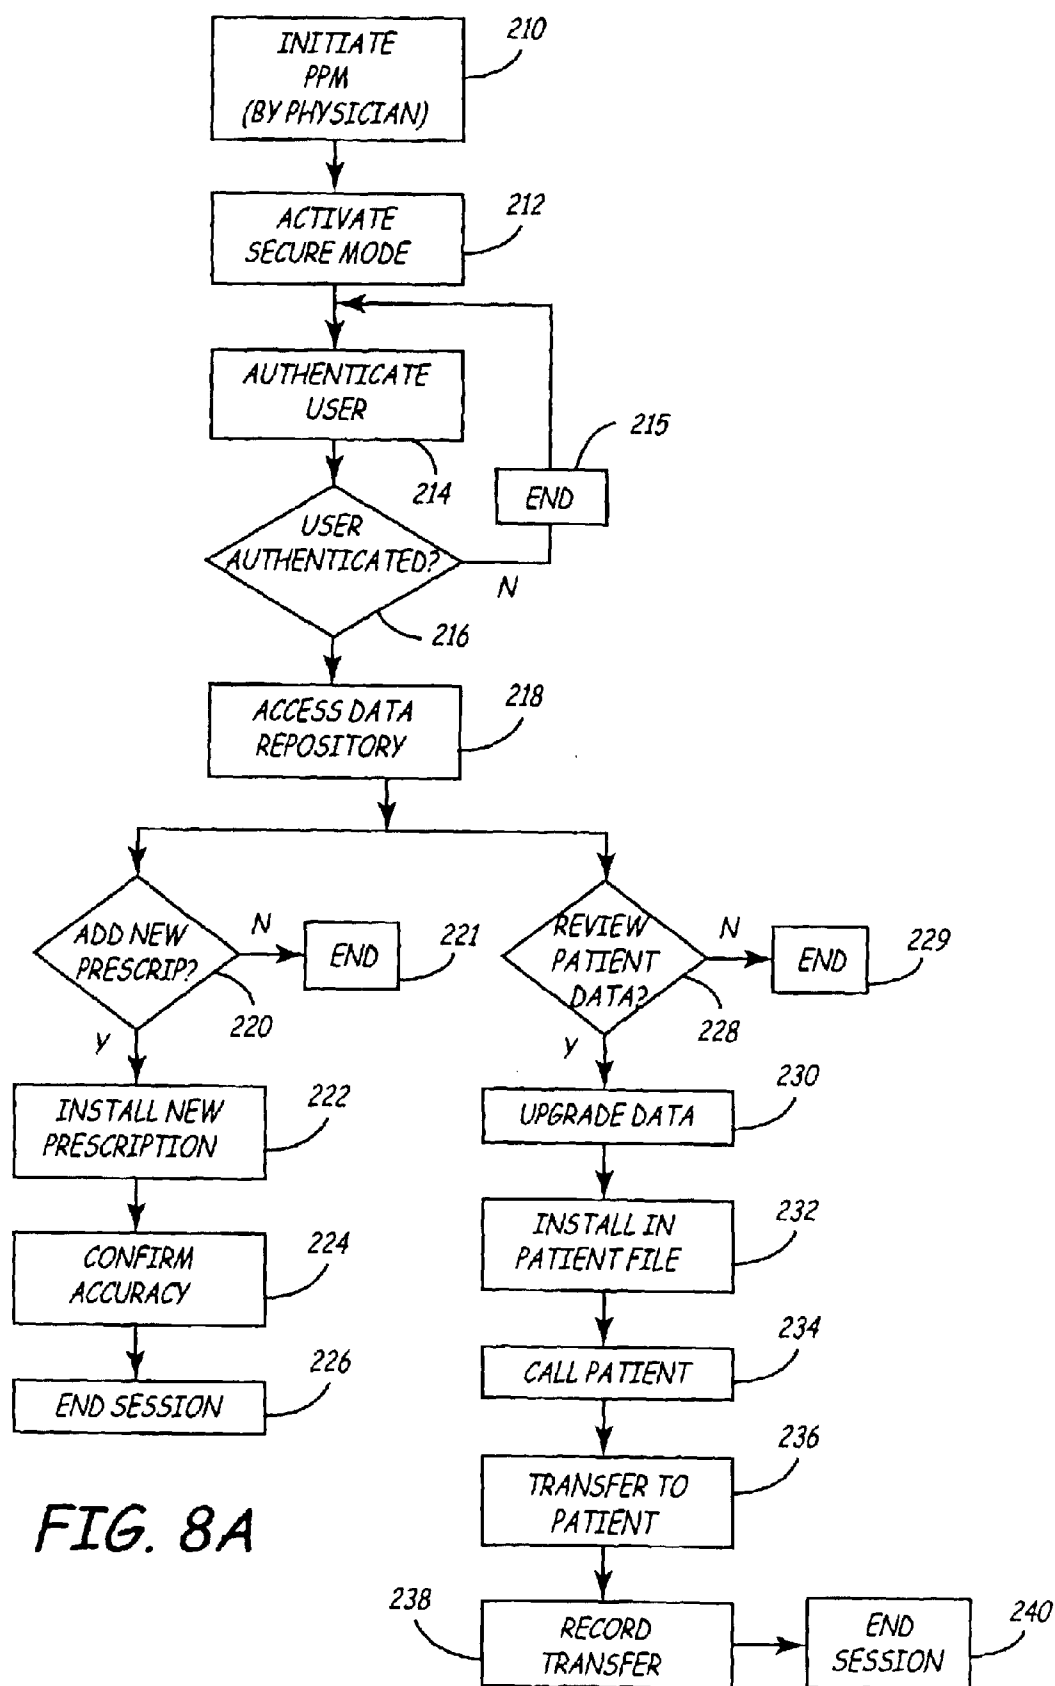 INITIATE
PPM
(BY PHYSICIAN)
210
ACTIVATE
SECURE MODE
212
AUTHENTICATE
USER
214
215
END
USER
AUTHENTICATED?
N
216
ACCESS DATA
REPOSITORY
218
ADD NEW
PRESCRIP?
N
END
221
220
Y
REVIEW
PATIENT
DATA?
N
END
229
228
Y
INSTALL NEW
PRESCRIPTION
222
CONFIRM
ACCURACY
224
END SESSION
226
UPGRADE DATA
230
INSTALL IN
PATIENT FILE
232
CALL PATIENT
234
TRANSFER TO
PATIENT
236
238
RECORD
TRANSFER
END
SESSION
240
FIG. 8A